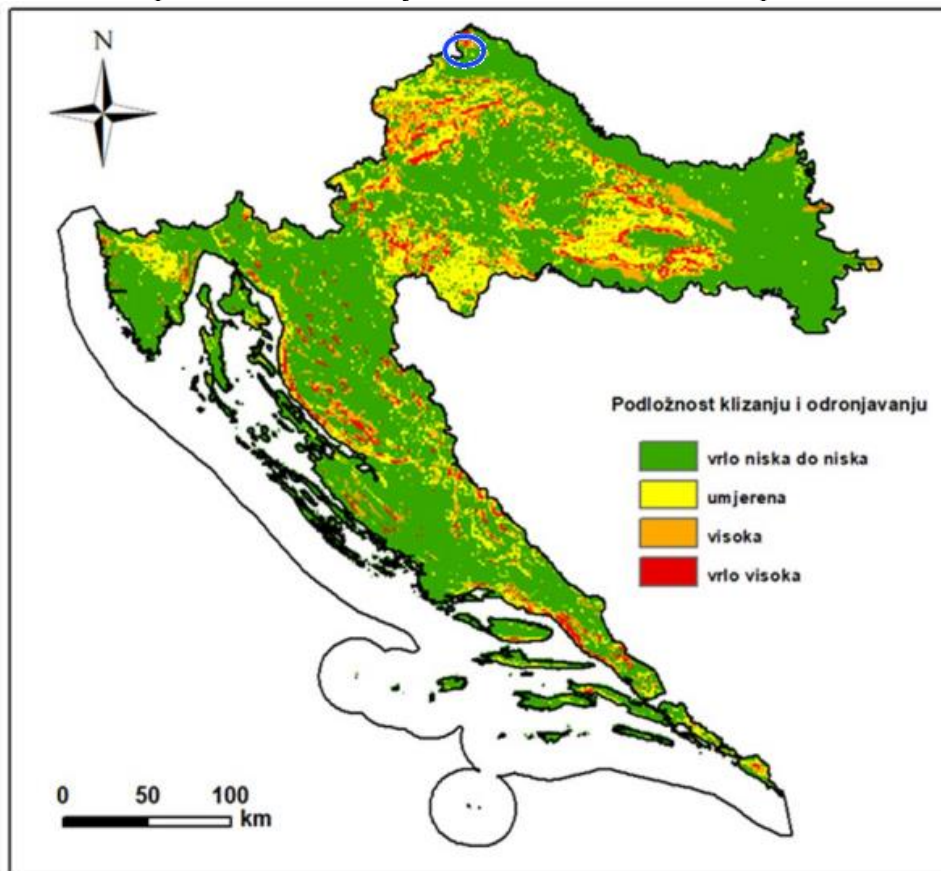 N
Podložnost klizanju i odronjavanju
vrlo niska do niska
umjerena
visoka
vrlo visoka
0 50 100
km